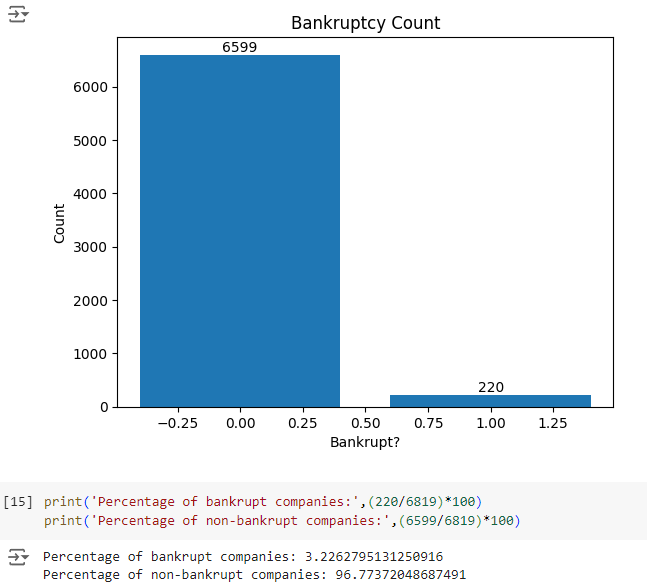 Bankruptcy Count
6599
6000
5000
4000
3000
2000
1000
0
Count
220
−0.25 0.00 0.25 0.50 0.75 1.00 1.25
Bankrupt?
[15] print('Percentage of bankrupt companies:',(220/6819)*100)
print('Percentage of non-bankrupt companies:',(6599/6819)*100)
Percentage of bankrupt companies: 3.2262795131250916
Percentage of non-bankrupt companies: 96.77372048687491